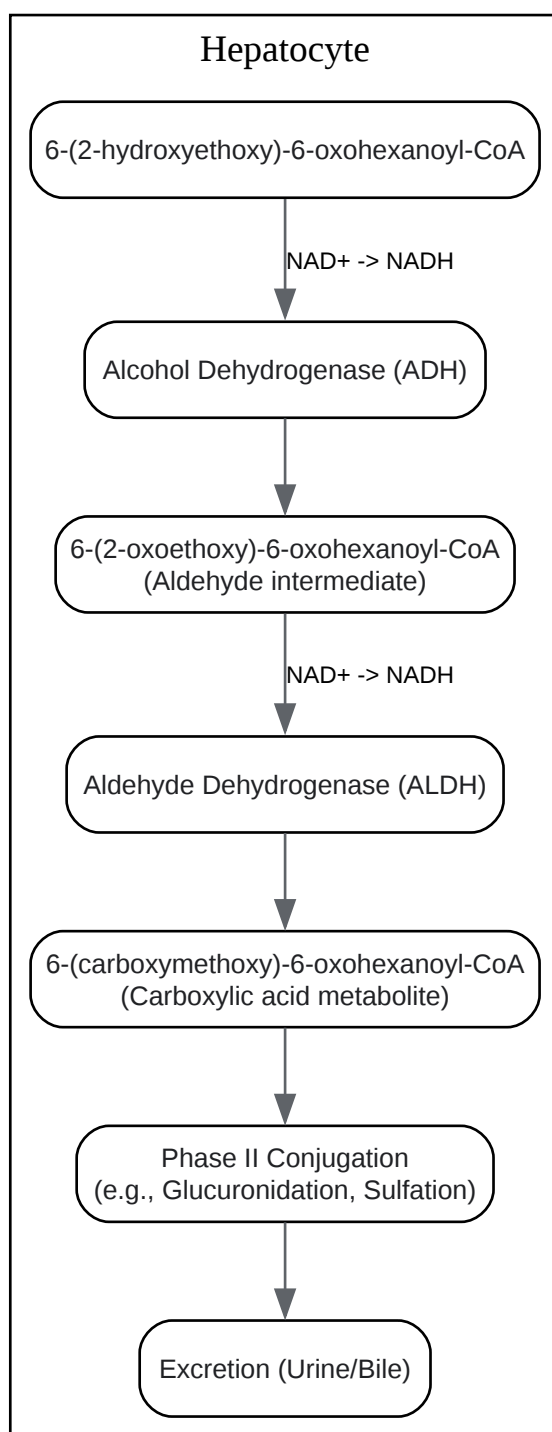 Hepatocyte
6-(2-hydroxyethoxy)-6-oxohexanoyl-CoA
NAD+ -> NADH
Alcohol Dehydrogenase (ADH)
6-(2-oxoethoxy)-6-oxohexanoyl-CoA
(Aldehyde intermediate)
NAD+ -> NADH
Aldehyde Dehydrogenase (ALDH)
6-(carboxymethoxy)-6-oxohexanoyl-CoA
(Carboxylic acid metabolite)
Phase II Conjugation
(e.g., Glucuronidation, Sulfation)
Excretion (Urine/Bile)